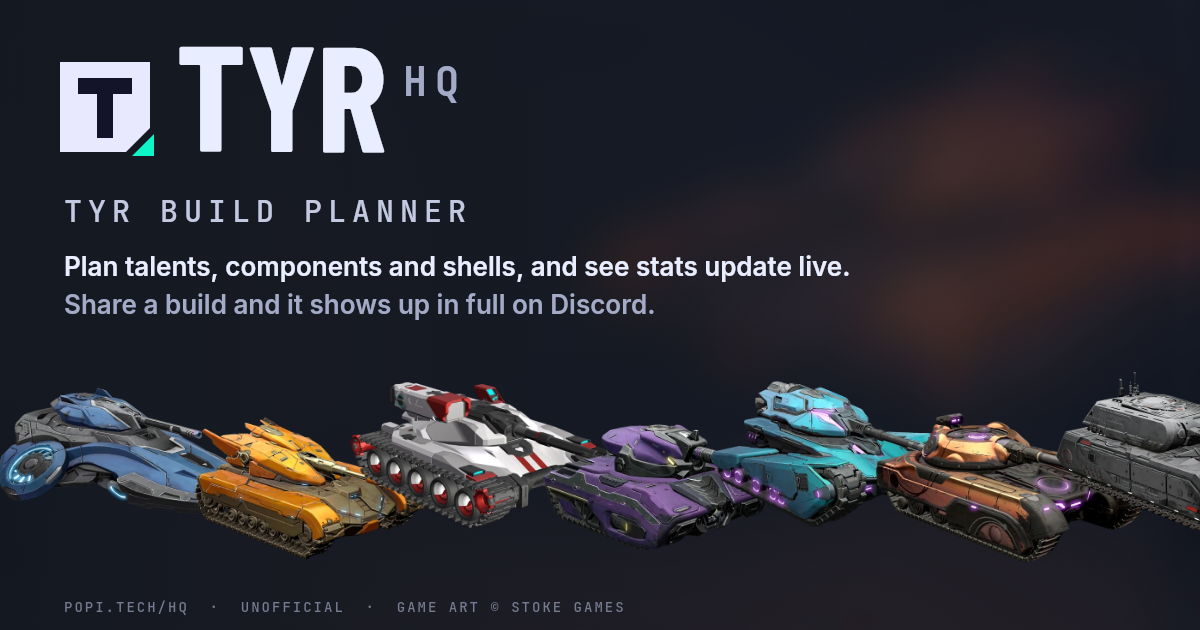 T TYR HQ
TYR BUILD PLANNER
Plan talents, components and shells, and see stats update live.
Share a build and it shows up in full on Discord.
POPI.TECH/HQ · UNOFFICIAL · GAME ART © STOKE GAMES